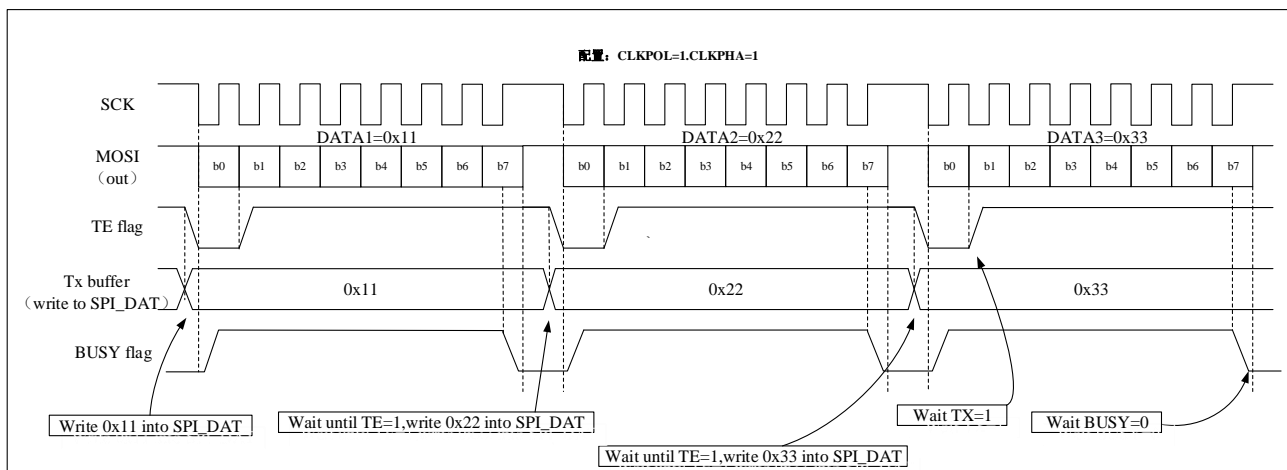 配置：CLKPOL=1.CLKPHA=1
SCK
DATA1=0x11 DATA2=0x22 DATA3=0x33
MOSI
（out）
b0 b1 b2 b3 b4 b5 b6 b7 b0 b1 b2 b3 b4 b5 b6 b7 b0 b1 b2 b3 b4 b5 b6 b7
TE flag
Tx buffer
（write to SPI_DAT）
0x11 0x22 0x33
BUSY flag
Write 0x11 into SPI_DAT
Wait until TE=1,write 0x22 into SPI_DAT
Wait TX=1
Wait BUSY=0
Wait until TE=1,write 0x33 into SPI_DAT